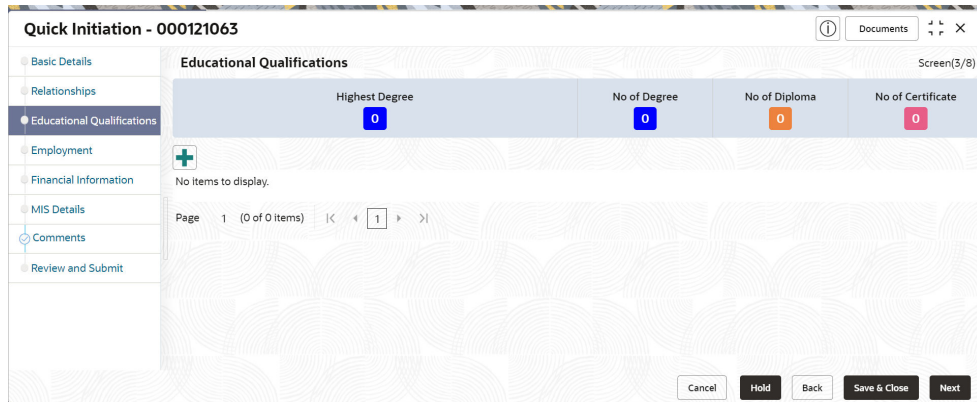 Quick Initiation - 000121063
Documents
Basic Details
Relationships
Educational Qualifications
Employment
Financial Information
MIS Details
Comments
Review and Submit
Educational Qualifications
Screen(3/8)
Highest Degree No of Degree No of Diploma No of Certificate
0 0 0 0
No items to display.
Page 1 (0 of 0 items) 1
Cancel Hold Back Save & Close Next